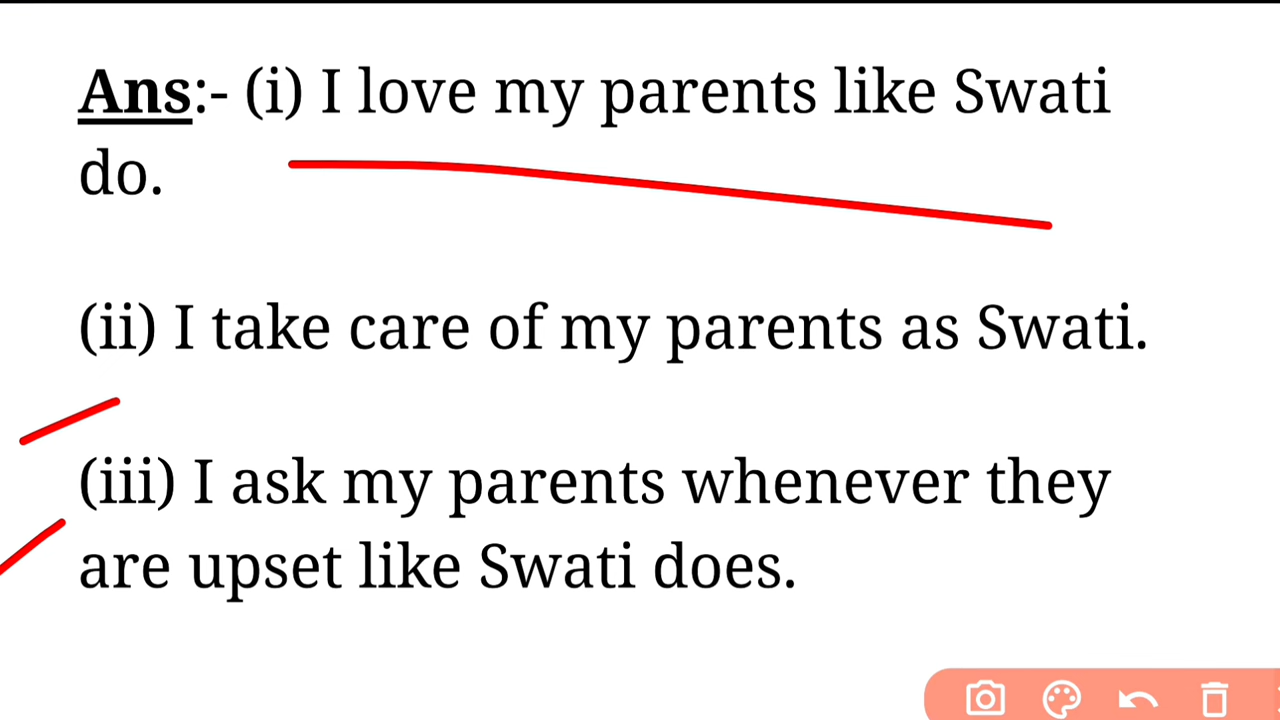 Ans:- (i) I love my parents like Swati
do.
(ii) I take care of my parents as Swati.
(iii) I ask my parents whenever they
are upset like Swati does.